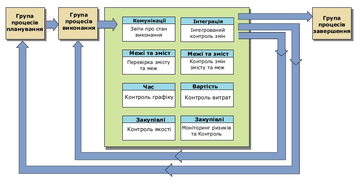 Група
процесів
планування
Група
процесів
виконання
Комунікації
Звіти про стан
виконання
Інтеграція
Інтегрований
контроль змін
Група
процесів
завершення
Межі та зміст
Перевірка змісту
та меж
Межі та зміст
Контроль змін
змісту та меж
Час
Контроль графіку
Вартість
Контроль витрат
Закупівлі
Контроль якості
Закупівлі
Моніторинг ризиків
та Контроль